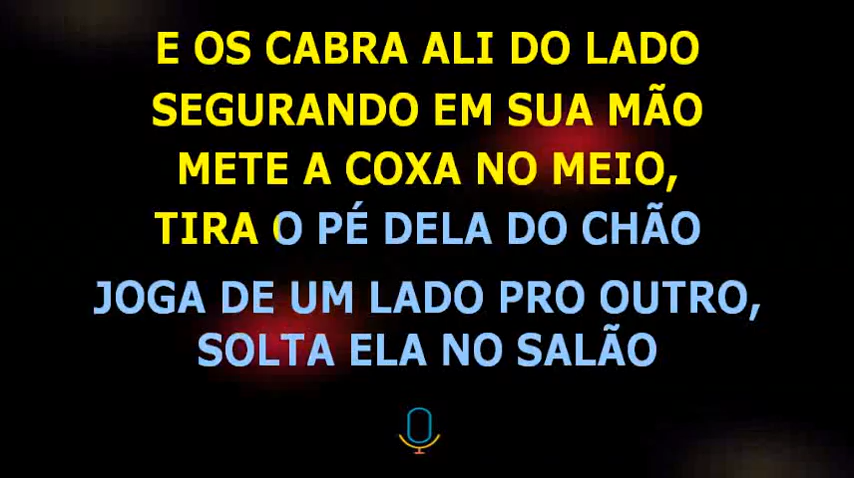 E OS CABRA ALI DO LADO
SEGURANDO EM SUA MÃO
METE A COXA NO MEIO,
TIRA O PÉ DELA DO CHÃO
JOGA DE UM LADO PRO OUTRO,
SOLTA ELA NO SALÃO